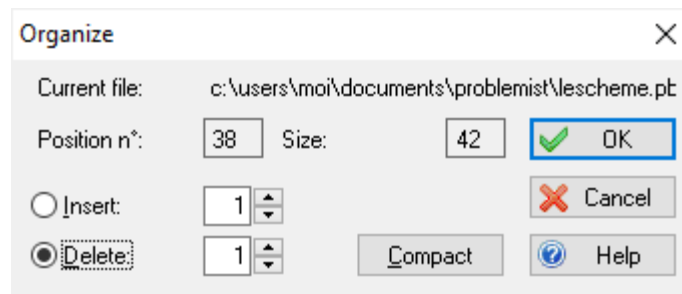 Organize
Current file: c:\users\moi\documents\problemist\lescheme.pb
Position n°: 38 Size: 42 OK
Insert: 1 Cancel
Delete: 1 Compact Help